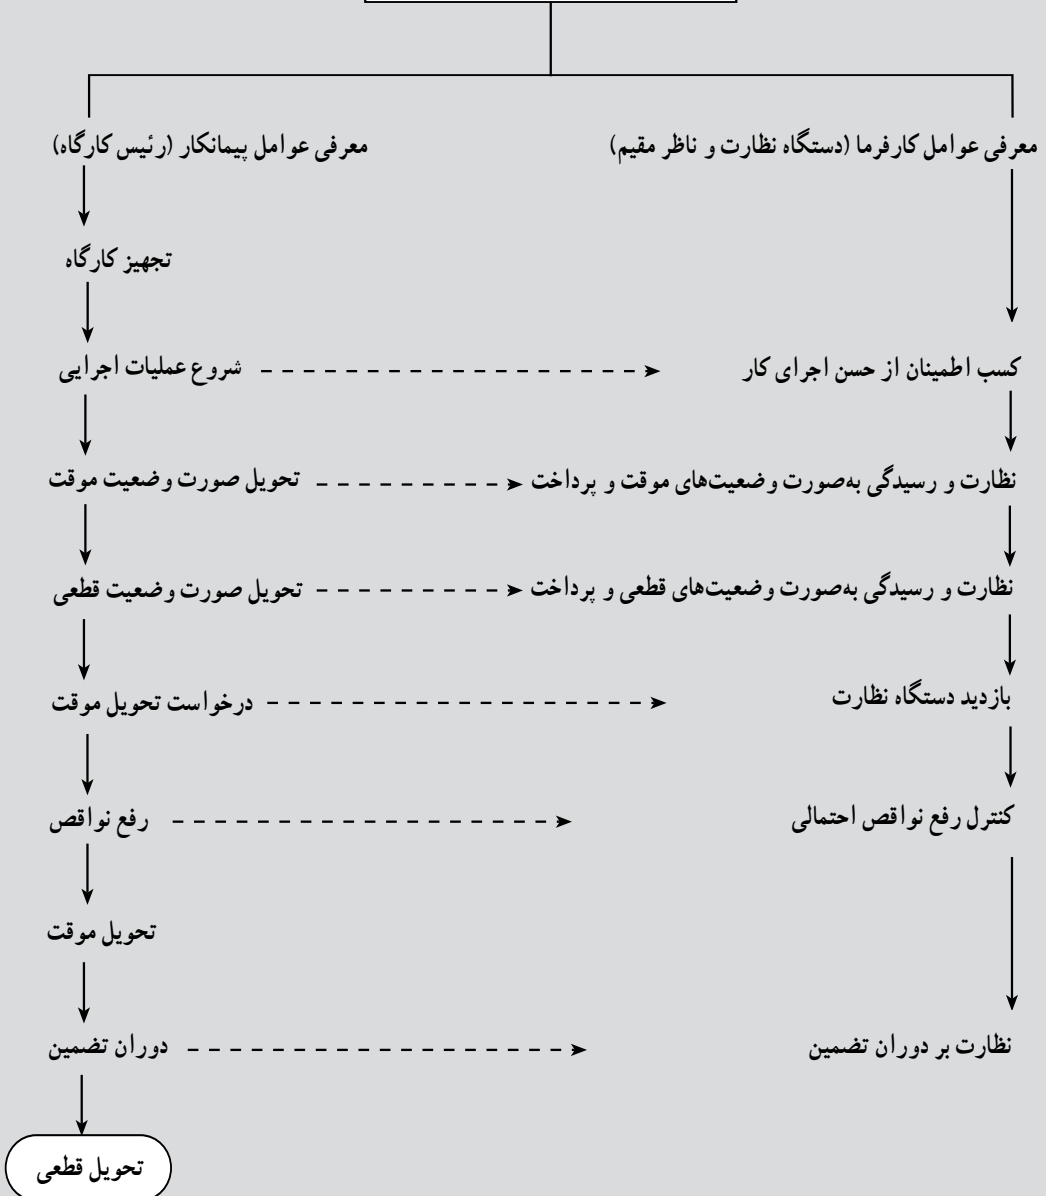 معرفی عوامل کارفرما (دستگاه نظارت و ناظر مقیم)
معرفی عوامل پیمانکار (رئیس کارگاه)
تجهیز کارگاه
کسب اطمینان از حسن اجرای کار
شروع عملیات اجرایی
نظارت و رسیدگی به‌صورت وضعیت‌های موقت و پرداخت
تحویل صورت وضعیت موقت
نظارت و رسیدگی به‌صورت وضعیت‌های قطعی و پرداخت
تحویل صورت وضعیت قطعی
بازدید دستگاه نظارت
درخواست تحویل موقت
کنترل رفع نواقص احتمالی
رفع نواقص
تحویل موقت
نظارت بر دوران تضمین
دوران تضمین
تحویل قطعی